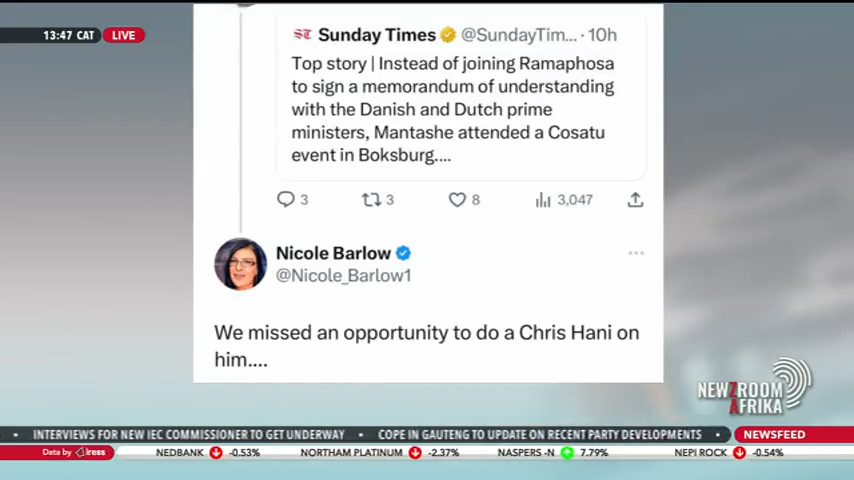 13:47 CAT LIVE
Sunday Times @SundayTim... · 10h
Top story | Instead of joining Ramaphosa
to sign a memorandum of understanding
with the Danish and Dutch prime
ministers, Mantashe attended a Cosatu
event in Boksburg....
3 3 8 3,047
Nicole Barlow
@Nicole_Barlow1
We missed an opportunity to do a Chris Hani on
him....
NEWZROOM
AFRIKA
• INTERVIEWS FOR NEW IEC COMMISSIONER TO GET UNDERWAY • COPE IN GAUTENG TO UPDATE ON RECENT PARTY DEVELOPMENTS • NEWSFEED
Data by iress NEDBANK -0.53% NORTHAM PLATINUM -2.37% NASPERS -N 7.79% NEPI ROCK -0.54%